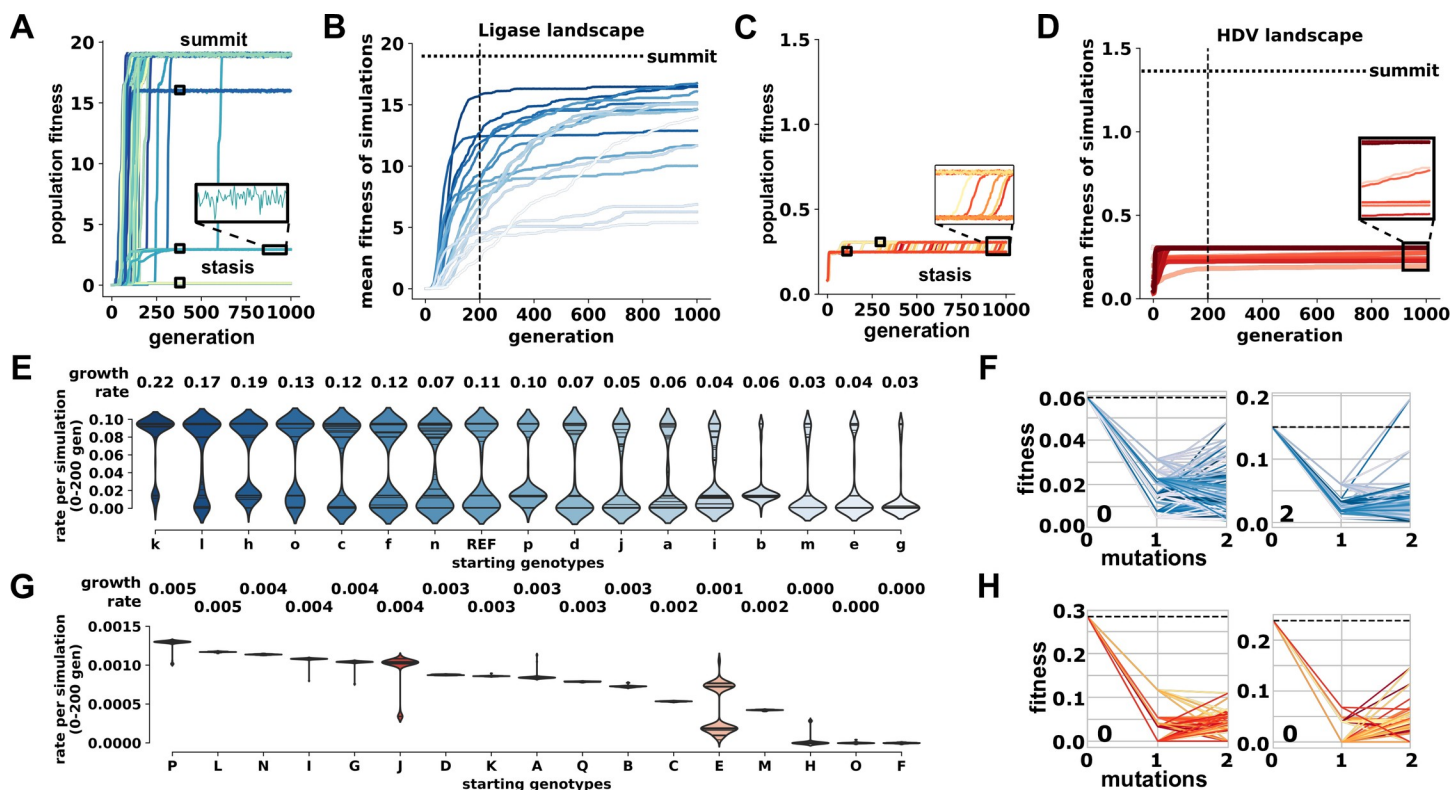 A
population fitness
20
15
10
5
0
summit
stasis
0 200 400 600 800 1000
generation
B
Ligase landscape
mean fitness of simulations
20
15
10
5
0
summit
0 200 400 600 800 1000
generation
C
population fitness
1.5
1.0
0.5
0.0
stasis
0 250 500 750 1000
generation
D
HDV landscape
mean fitness of simulations
1.5
1.0
0.5
0.0
summit
0 200 400 600 800 1000
generation
E
growth rate
0.22 0.17 0.19 0.13 0.12 0.12 0.07 0.11 0.10 0.07 0.05 0.06 0.04 0.06 0.03 0.04 0.03
rate per simulation
(0-200 gen)
0.10
0.08
0.06
0.04
0.02
0.00
k l h o c f n REF p d j a i b m e g
starting genotypes
F
fitness
0.06
0.04
0.02
0.00
0
0 1 2
0.2
0.1
0.0
2
0 1 2
mutations
G
growth rate
0.005 0.004 0.004 0.004 0.003 0.003 0.003 0.001 0.000 0.000
0.005 0.004 0.004 0.003 0.003 0.002 0.002 0.000
rate per simulation
(0-200 gen)
0.0015
0.0010
0.0005
0.0000
P L N I G J D K A Q B C E M H O F
starting genotypes
H
fitness
0.3
0.2
0.1
0.0
0
0 1 2
0.2
0.1
0.0
0
0 1 2
mutations